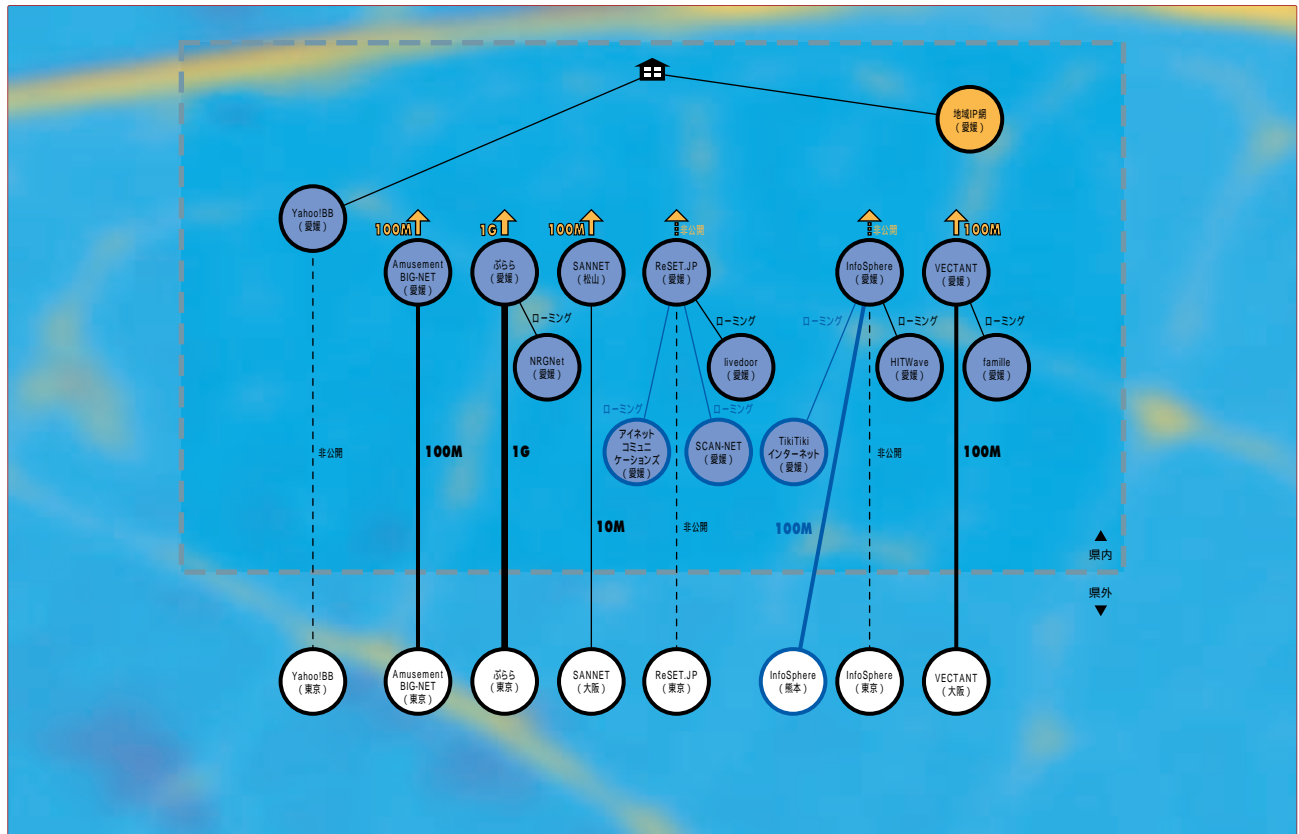 地域IP網
(愛媛)
Yahoo!BB
(愛媛)
100M
1G
100M
非公開
非公開
100M
Amusement
BIG-NET
(愛媛)
ぷらら
(愛媛)
SANNET
(松山)
ReSET.JP
(愛媛)
InfoSphere
(愛媛)
VECTANT
(愛媛)
ローミング
ローミング
ローミング
ローミング
ローミング
NRGNet
(愛媛)
livedoor
(愛媛)
HITWave
(愛媛)
famille
(愛媛)
ローミング
ローミング
アイネット
コミュニ
ケーションズ
(愛媛)
SCAN-NET
(愛媛)
TikiTiki
インターネット
(愛媛)
非公開
100M
1G
非公開
100M
10M
非公開
100M
県内
県外
Yahoo!BB
(東京)
Amusement
BIG-NET
(東京)
ぷらら
(東京)
SANNET
(大阪)
ReSET.JP
(東京)
InfoSphere
(熊本)
InfoSphere
(東京)
VECTANT
(大阪)